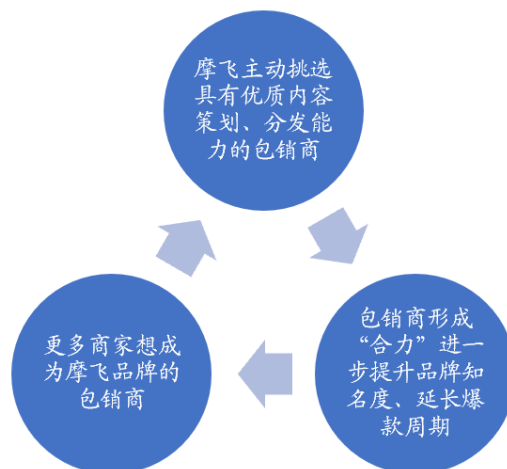 摩飞主动挑选
具有优质内容
策划、分发能
力的包销商
包销商形成
“合力”进一
步提升品牌知
名度、延长爆
款周期
更多商家想成
为摩飞品牌的
包销商